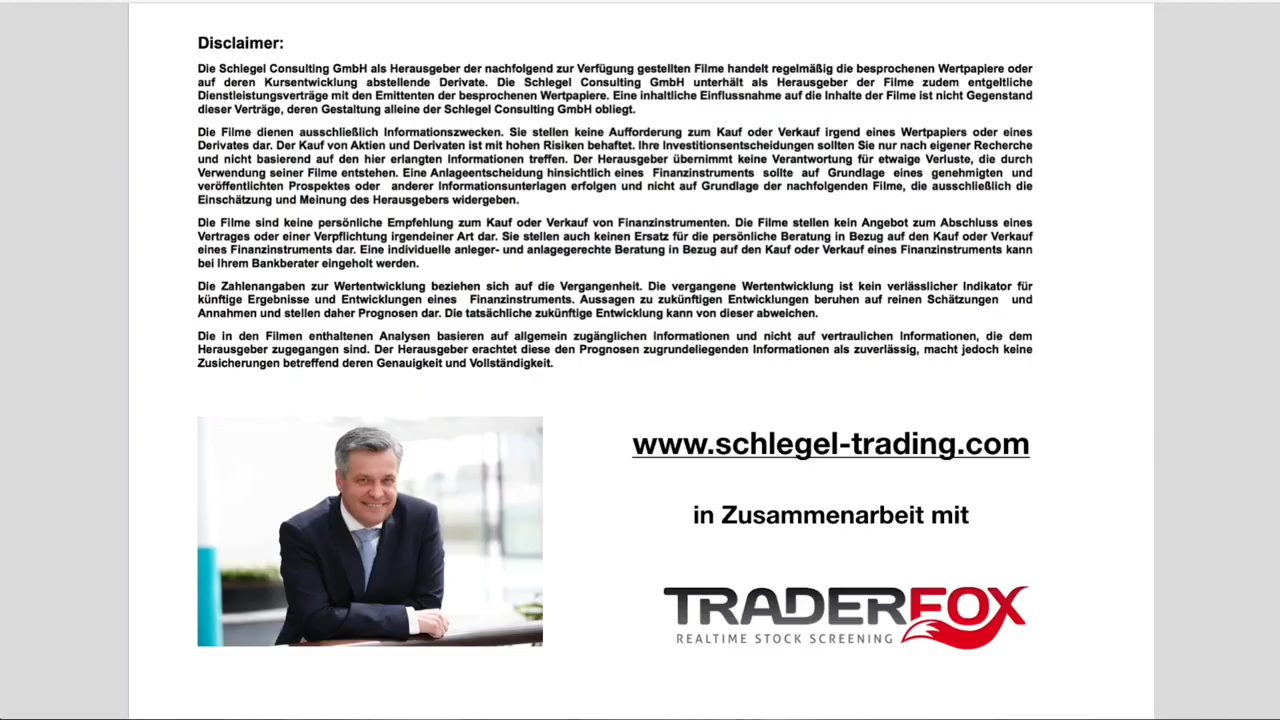 Disclaimer:
Die Schlegel Consulting GmbH als Herausgeber der nachfolgend zur Verfügung gestellten Filme handelt regelmäßig die besprochenen Wertpapiere oder
auf deren Kursentwicklung abstellende Derivate. Die Schlegel Consulting GmbH unterhält als Herausgeber der Filme zudem entgeltliche
Dienstleistungsverträge mit den Emittenten der besprochenen Wertpapiere. Eine inhaltliche Einflussnahme auf die Inhalte der Filme ist nicht Gegenstand
dieser Verträge, deren Gestaltung alleine der Schlegel Consulting GmbH obliegt.
Die Filme dienen ausschließlich Informationszwecken. Sie stellen keine Aufforderung zum Kauf oder Verkauf irgend eines Wertpapiers oder eines
Derivates dar. Der Kauf von Aktien und Derivaten ist mit hohen Risiken behaftet. Ihre Investitionsentscheidungen sollten Sie nur nach eigener Recherche
und nicht basierend auf den hier erlangten Informationen treffen. Der Herausgeber übernimmt keine Verantwortung für etwaige Verluste, die durch
Verwendung seiner Filme entstehen. Eine Anlageentscheidung hinsichtlich eines Finanzinstruments sollte auf Grundlage eines genehmigten und
veröffentlichten Prospektes oder anderer Informationsunterlagen erfolgen und nicht auf Grundlage der nachfolgenden Filme, die ausschließlich die
Einschätzung und Meinung des Herausgebers widergeben.
Die Filme sind keine persönliche Empfehlung zum Kauf oder Verkauf von Finanzinstrumenten. Die Filme stellen kein Angebot zum Abschluss eines
Vertrages oder einer Verpflichtung irgendeiner Art dar. Sie stellen auch keinen Ersatz für die persönliche Beratung in Bezug auf den Kauf oder Verkauf
eines Finanzinstruments dar. Eine individuelle anleger- und anlagegerechte Beratung in Bezug auf den Kauf oder Verkauf eines Finanzinstruments kann
bei Ihrem Bankberater eingeholt werden.
Die Zahlenangaben zur Wertentwicklung beziehen sich auf die Vergangenheit. Die vergangene Wertentwicklung ist kein verlässlicher Indikator für
künftige Ergebnisse und Entwicklungen eines Finanzinstruments. Aussagen zu zukünftigen Entwicklungen beruhen auf reinen Schätzungen und
Annahmen und stellen daher Prognosen dar. Die tatsächliche zukünftige Entwicklung kann von dieser abweichen.
Die in den Filmen enthaltenen Analysen basieren auf allgemein zugänglichen Informationen und nicht auf vertraulichen Informationen, die dem
Herausgeber zugegangen sind. Der Herausgeber erachtet diese den Prognosen zugrundeliegenden Informationen als zuverlässig, macht jedoch keine
Zusicherungen betreffend deren Genauigkeit und Vollständigkeit.
www.schlegel-trading.com
in Zusammenarbeit mit
TRADERFOX
REALTIME STOCK SCREENING